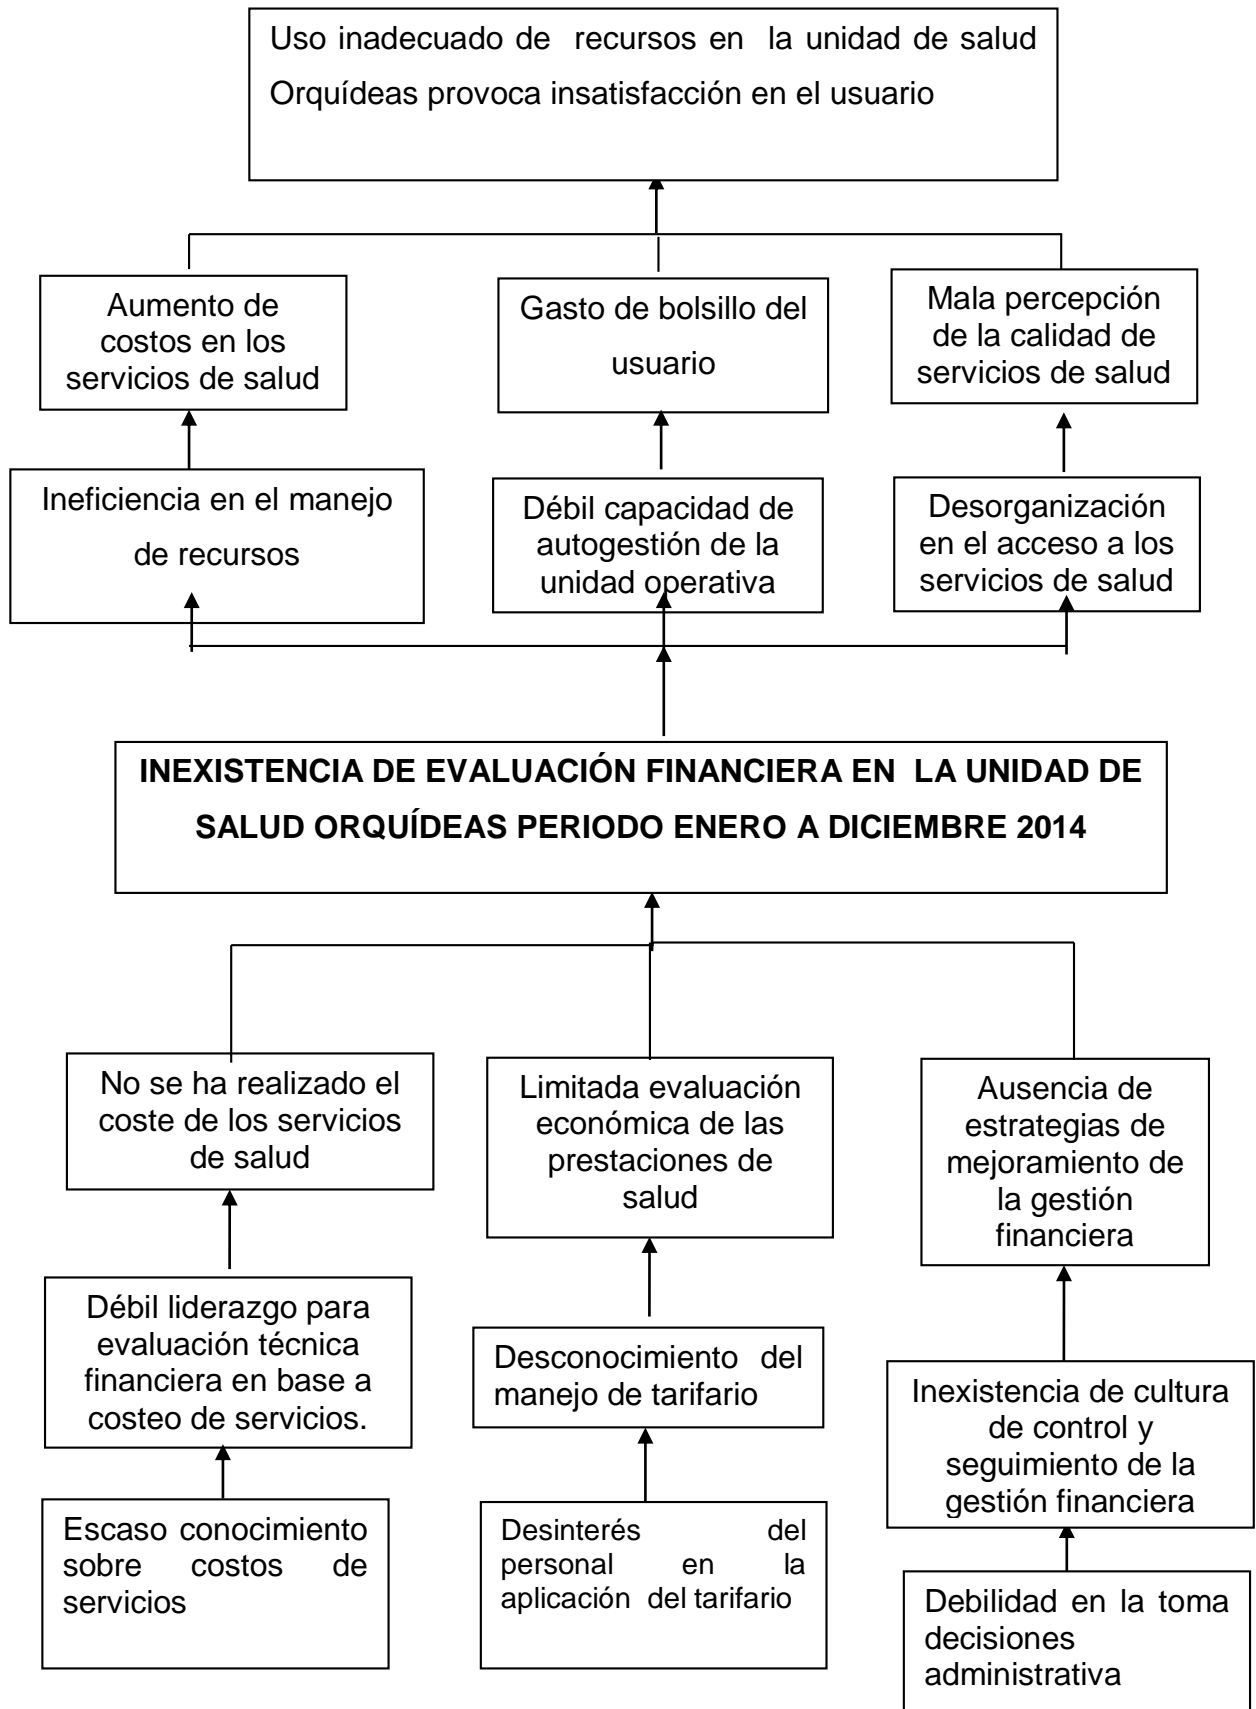 Uso inadecuado de recursos en la unidad de salud
Orquídeas provoca insatisfacción en el usuario
Aumento de
costos en los
servicios de salud
Gasto de bolsillo del
usuario
Mala percepción
de la calidad de
servicios de salud
Ineficiencia en el manejo
de recursos
Débil capacidad de
autogestión de la
unidad operativa
Desorganización
en el acceso a los
servicios de salud
INEXISTENCIA DE EVALUACIÓN FINANCIERA EN LA UNIDAD DE
SALUD ORQUÍDEAS PERIODO ENERO A DICIEMBRE 2014
No se ha realizado el
coste de los servicios
de salud
Limitada evaluación
económica de las
prestaciones de
salud
Ausencia de
estrategias de
mejoramiento de
la gestión
financiera
Débil liderazgo para
evaluación técnica
financiera en base a
costeo de servicios.
Desconocimiento del
manejo de tarifario
Inexistencia de cultura
de control y
seguimiento de la
gestión financiera
Escaso conocimiento
sobre costos de
servicios
Desinterés del
personal en la
aplicación del tarifario
Debilidad en la toma
decisiones
administrativa